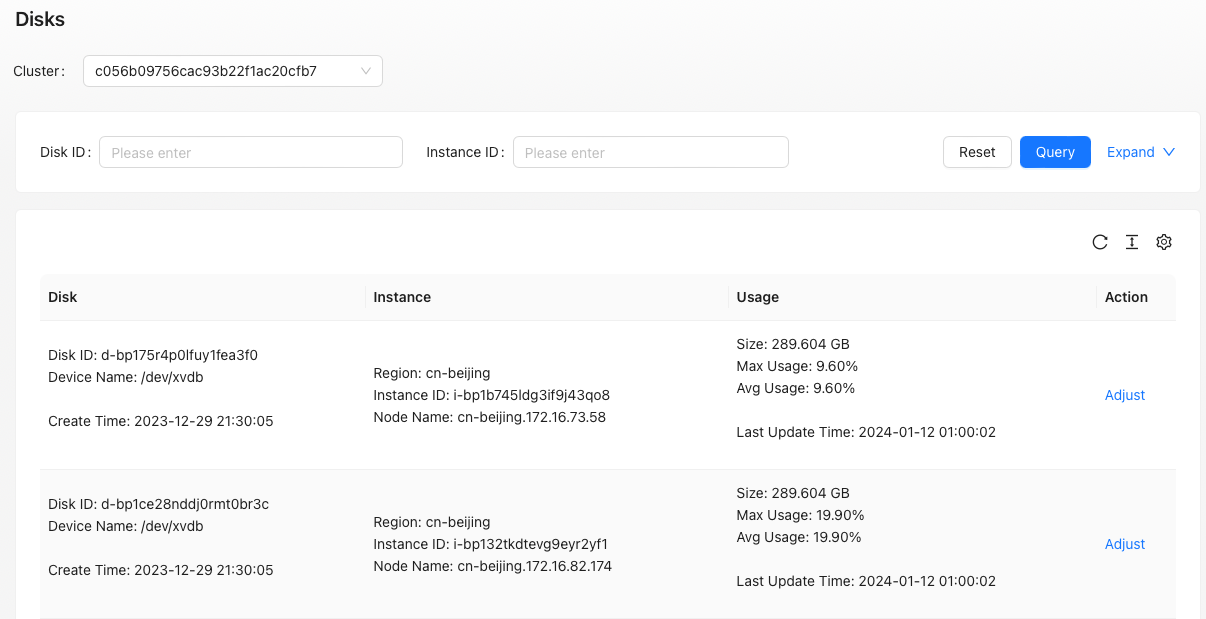 Disks
Cluster: c056b09756cac93b22f1ac20cfb7
Disk ID: Please enter Instance ID: Please enter Reset Query Expand
Disk Instance Usage Action
Disk ID: d-bp175r4p0lfuy1fea3f0
Device Name: /dev/xvdb
Create Time: 2023-12-29 21:30:05
Region: cn-beijing
Instance ID: i-bp1b745ldg3if9j43qo8
Node Name: cn-beijing.172.16.73.58
Size: 289.604 GB
Max Usage: 9.60%
Avg Usage: 9.60%
Last Update Time: 2024-01-12 01:00:02
Adjust
Disk ID: d-bp1ce28nddj0rmt0br3c
Device Name: /dev/xvdb
Create Time: 2023-12-29 21:30:05
Region: cn-beijing
Instance ID: i-bp132tkdtevg9eyr2yf1
Node Name: cn-beijing.172.16.82.174
Size: 289.604 GB
Max Usage: 19.90%
Avg Usage: 19.90%
Last Update Time: 2024-01-12 01:00:02
Adjust